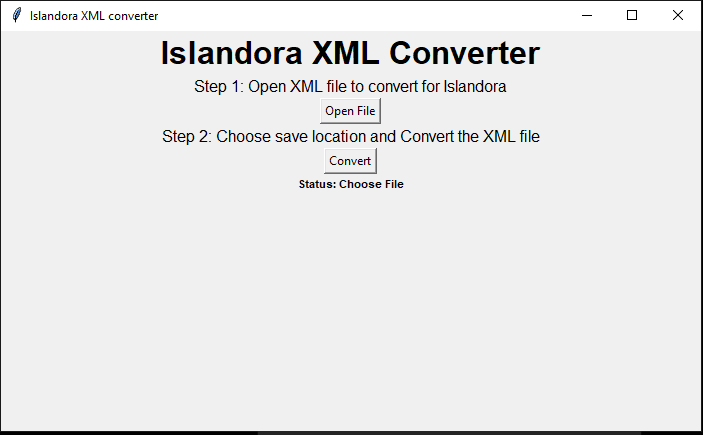 Islandora XML converter
Islandora XML Converter
Step 1: Open XML file to convert for Islandora
Open File
Step 2: Choose save location and Convert the XML file
Convert
Status: Choose File